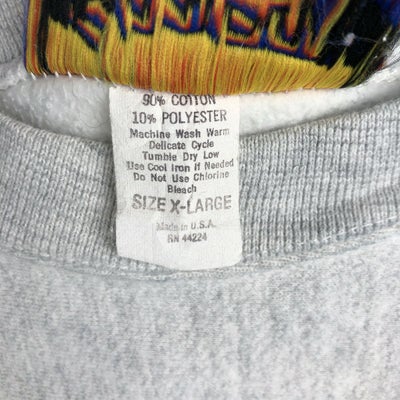 90% COTTON
10% POLYESTER
Machine Wash Warm
Delicate Cycle
Tumble Dry Low
Use Cool Iron if Needed
Do Not Use Chlorine
Bleach
SIZE X-LARGE
Made in U.S.A.
RN 44224